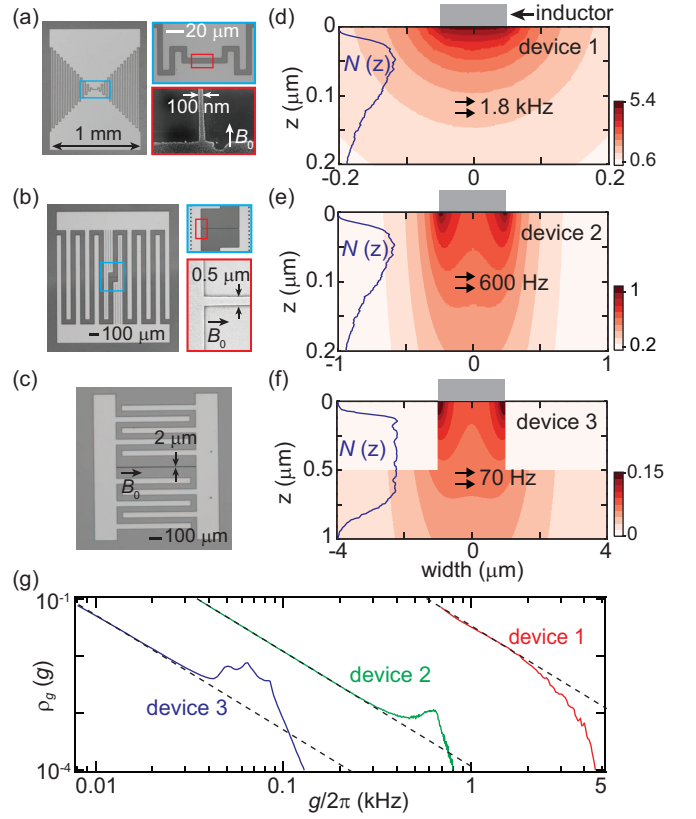 (a)
20 μm
100 nm
B0
1 mm
(b)
0.5 μm
B0
100 μm
(c)
2 μm
B0
100 μm
(d)
inductor
device 1
N (z)
1.8 kHz
z (μm)
0
0.1
0.2
-0.2
0
0.2
5.4
0.6
(e)
device 2
N (z)
600 Hz
z (μm)
0
0.1
0.2
-1
0
1
1
0.2
(f)
device 3
N (z)
70 Hz
z (μm)
0
0.5
1
-4
0
4
width (μm)
0.15
0
(g)
10-1
10-4
ρg (g)
device 1
device 2
device 3
0.01
0.1
1
5
g/2π (kHz)